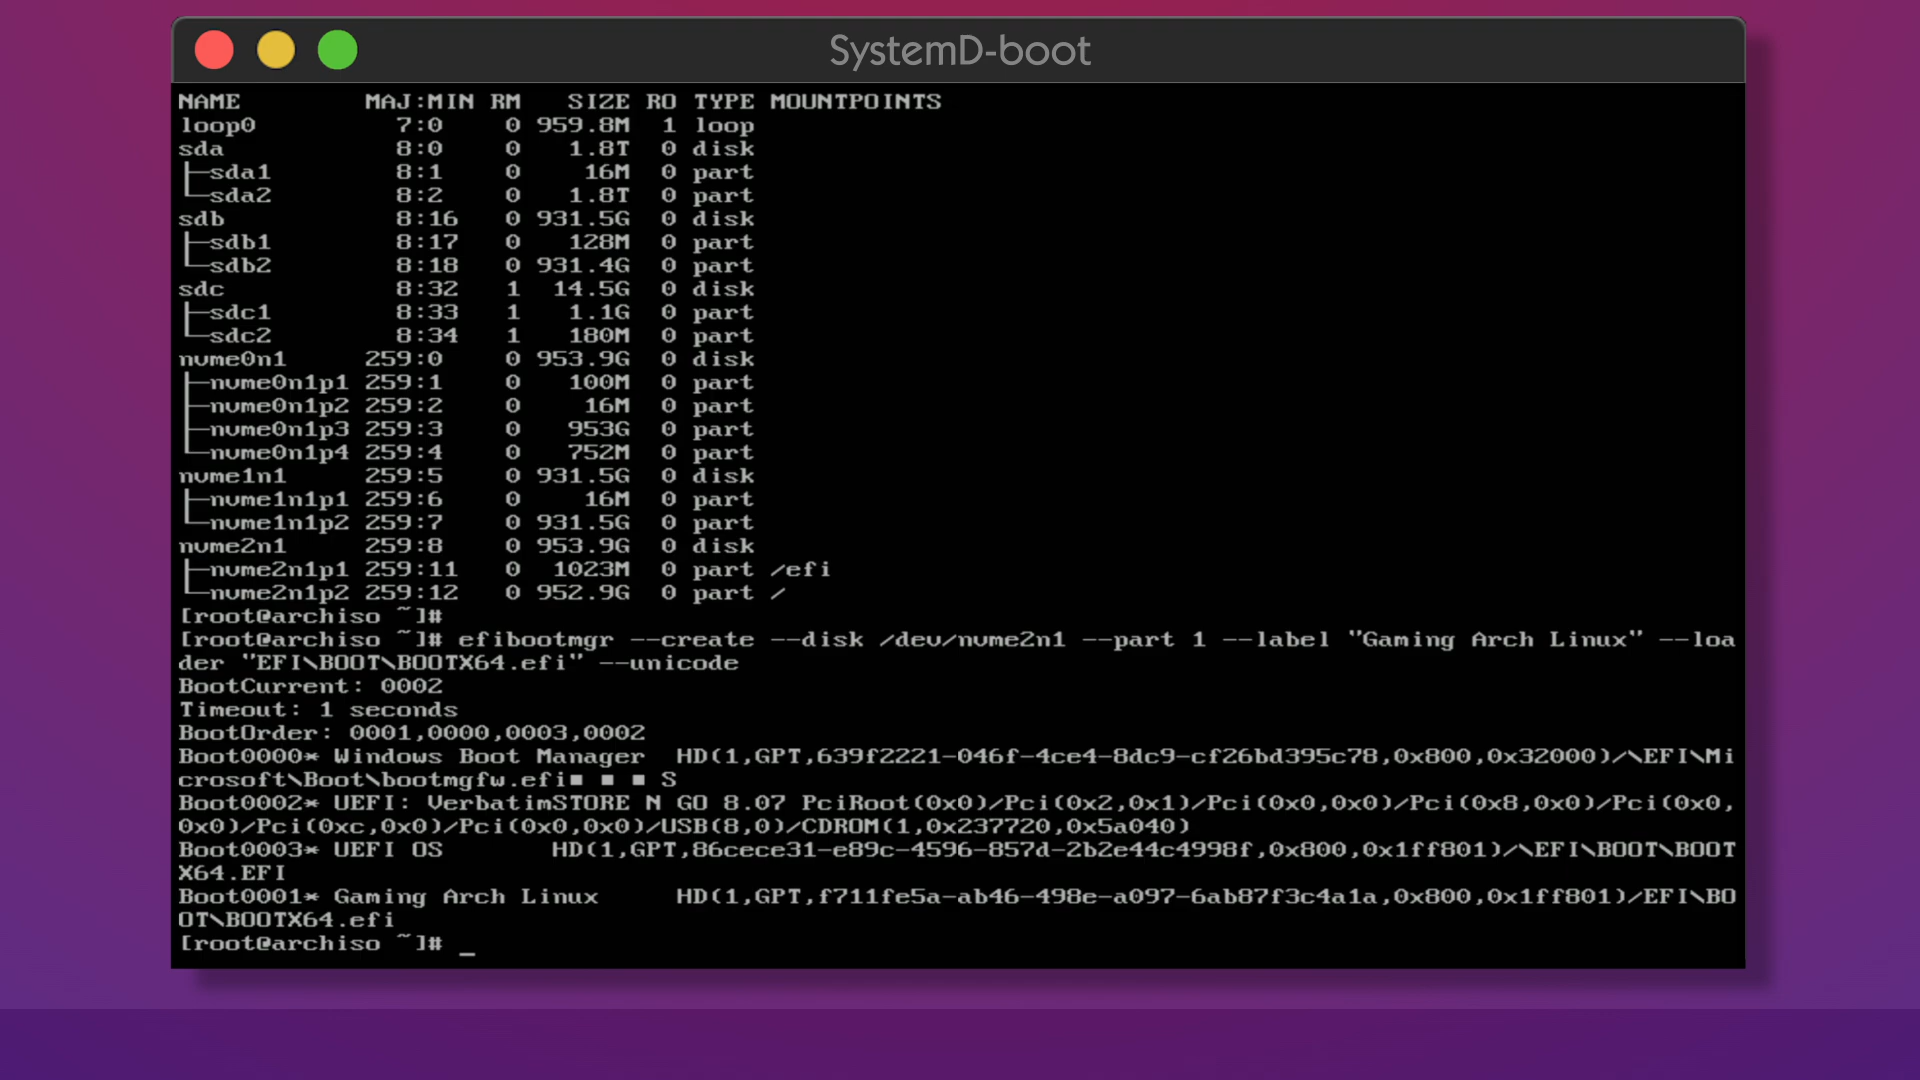 SystemD-boot
NAME MAJ:MIN RM SIZE RO TYPE MOUNTPOINTS
loop0 7:0 0 959.8M 1 loop
sda 8:0 0 1.8T 0 disk
├─sda1 8:1 0 16M 0 part
└─sda2 8:2 0 1.8T 0 part
sdb 8:16 0 931.5G 0 disk
├─sdb1 8:17 0 128M 0 part
└─sdb2 8:18 0 931.4G 0 part
sdc 8:32 1 14.5G 0 disk
├─sdc1 8:33 1 1.1G 0 part
└─sdc2 8:34 1 180M 0 part
nvme0n1 259:0 0 953.9G 0 disk
├─nvme0n1p1 259:1 0 100M 0 part
├─nvme0n1p2 259:2 0 16M 0 part
├─nvme0n1p3 259:3 0 953G 0 part
└─nvme0n1p4 259:4 0 752M 0 part
nvme1n1 259:5 0 931.5G 0 disk
├─nvme1n1p1 259:6 0 16M 0 part
└─nvme1n1p2 259:7 0 931.5G 0 part
nvme2n1 259:8 0 953.9G 0 disk
├─nvme2n1p1 259:11 0 1023M 0 part /efi
└─nvme2n1p2 259:12 0 952.9G 0 part /
[root@archiso ~]#
[root@archiso ~]# efibootmgr --create --disk /dev/nvme2n1 --part 1 --label "Gaming Arch Linux" --loa
der "EFI\BOOT\BOOTX64.efi" --unicode
BootCurrent: 0002
Timeout: 1 seconds
BootOrder: 0001,0000,0003,0002
Boot0000* Windows Boot Manager HD(1,GPT,639f2221-046f-4ce4-8dc9-cf26bd395c78,0x800,0x32000)/\EFI\Mi
crosoft\Boot\bootmgfw.efi■ ■ ■ S
Boot0002* UEFI: VerbatimSTORE N GO 8.07 PciRoot(0x0)/Pci(0x2,0x1)/Pci(0x0,0x0)/Pci(0x8,0x0)/Pci(0x0,
0x0)/Pci(0xc,0x0)/Pci(0x0,0x0)/USB(8,0)/CDROM(1,0x237720,0x5a040)
Boot0003* UEFI OS HD(1,GPT,86cece31-e89c-4596-857d-2b2e44c4998f,0x800,0x1ff801)/\EFI\BOOT\BOOT
X64.EFI
Boot0001* Gaming Arch Linux HD(1,GPT,f711fe5a-ab46-498e-a097-6ab87f3c4a1a,0x800,0x1ff801)/EFI\BO
OT\BOOTX64.efi
[root@archiso ~]# _